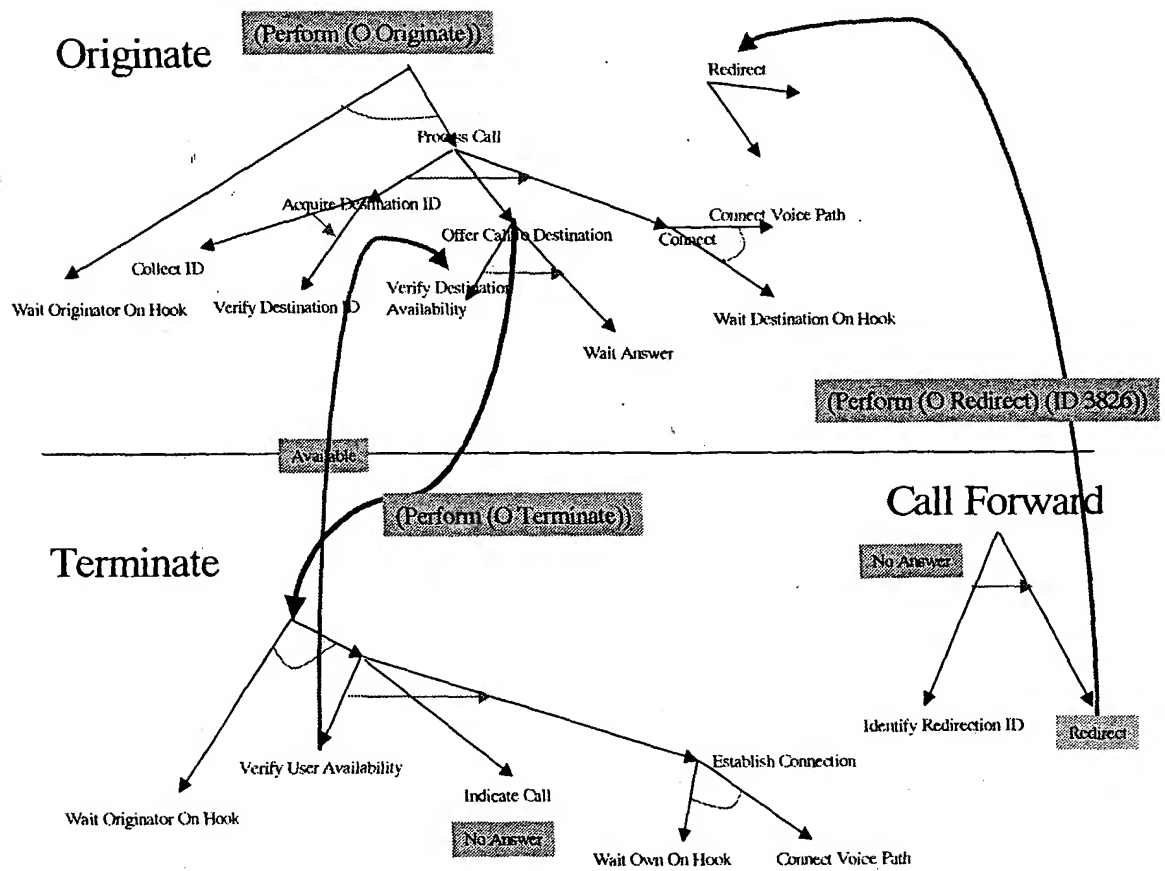 (Perform (O Originate))
Originate
Redirect
Process Call
Acquire Destination ID
Connect Voice Path
Offer Call to Destination
Connect
Collect ID
Wait Originator On Hook
Verify Destination ID
Verify Destination
Availability
Wait Destination On Hook
Wait Answer
(Perform (O Redirect) (ID 3826))
Available
(Perform (O Terminate))
Call Forward
Terminate
No Answer
Identify Redirection ID
Redirect
Verify User Availability
Establish Connection
Indicate Call
Wait Originator On Hook
No Answer
Wait Own On Hook
Connect Voice Path